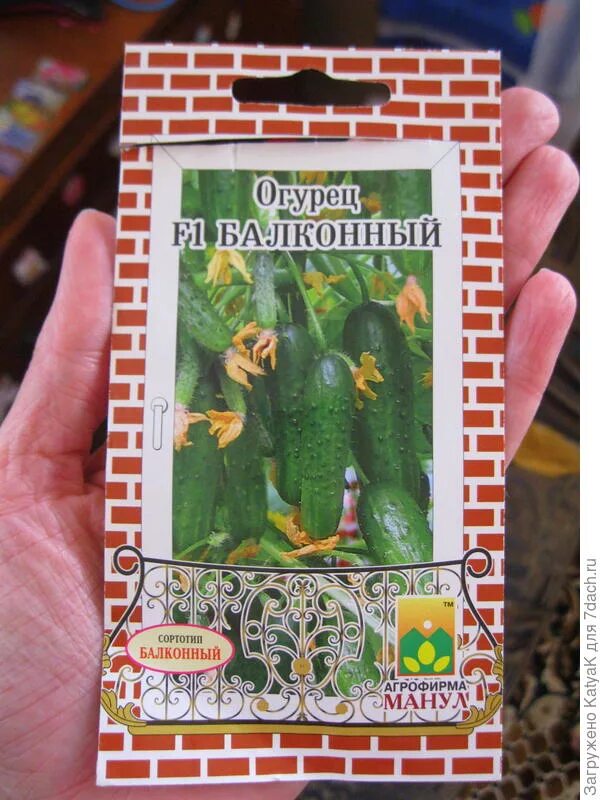 Огурец
F1 БАЛКОННЫЙ
СОРТОТИП
БАЛКОННЫЙ
TM
АГРОФИРМА
МАНУЛ
Загружено KatyaK для 7dach.ru